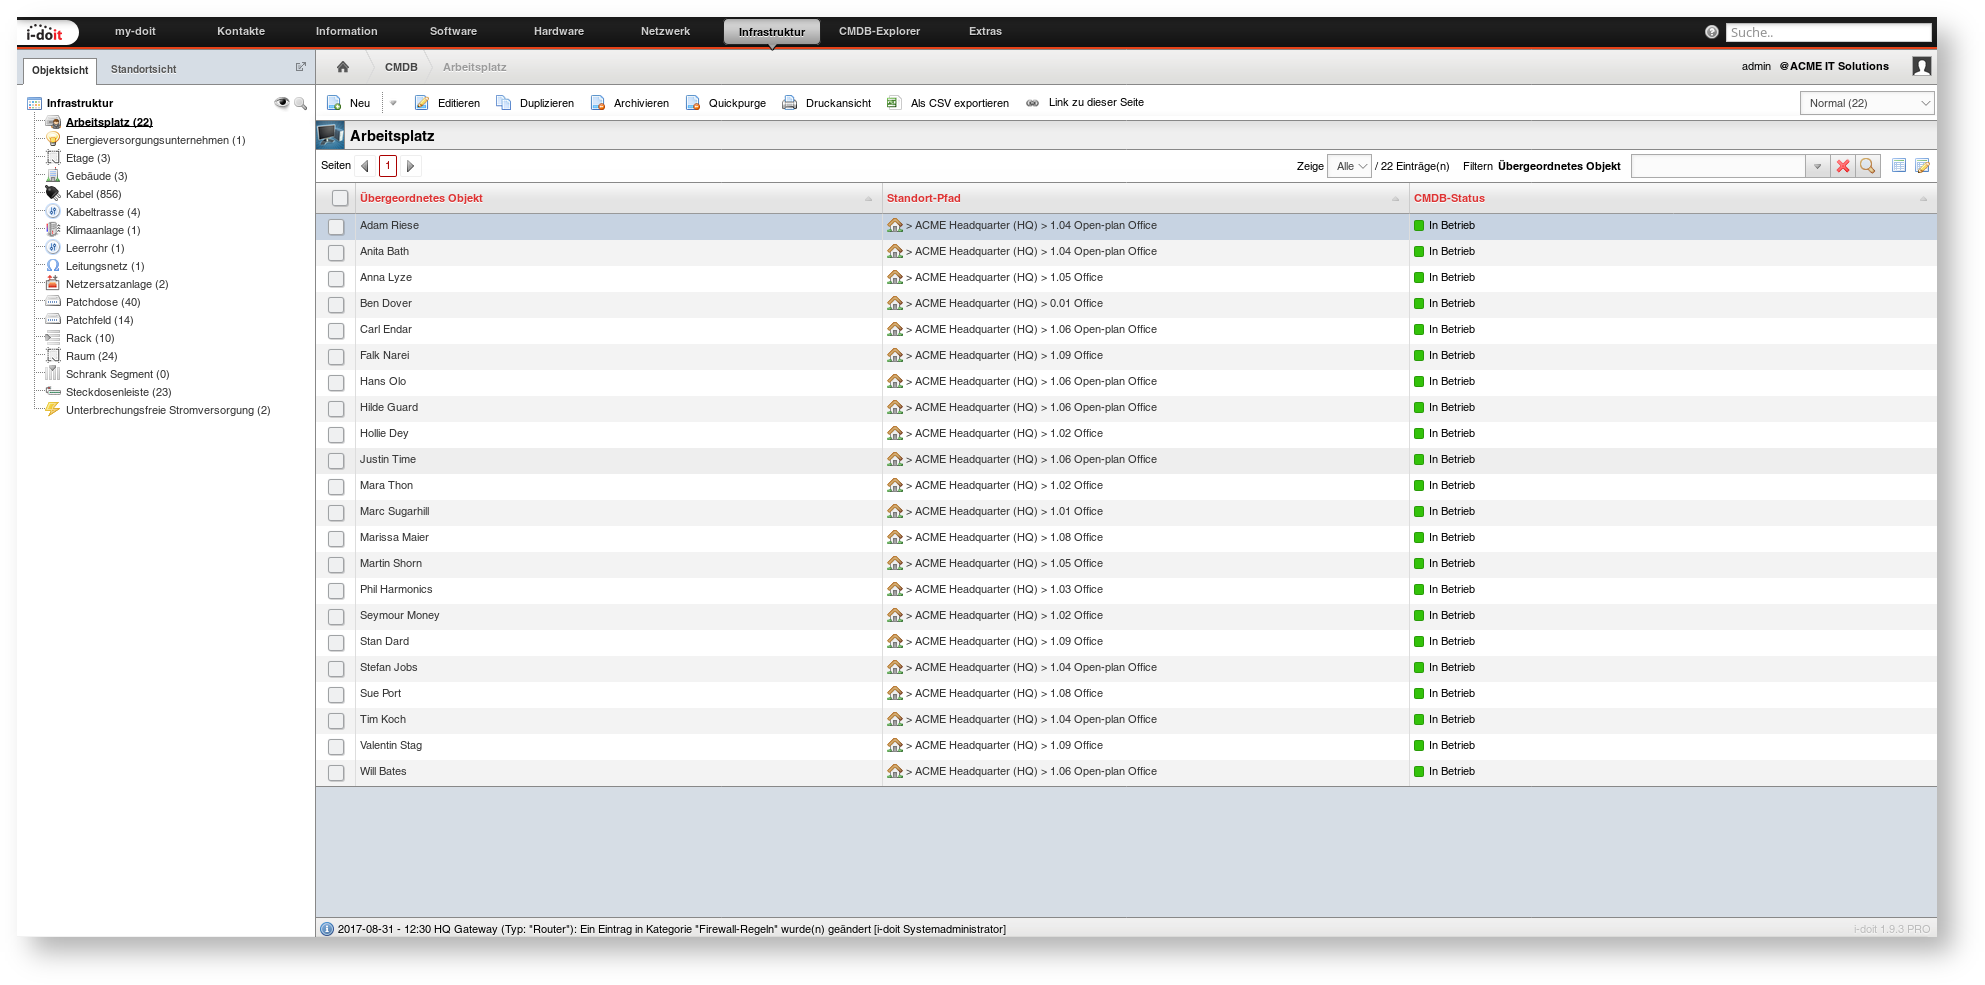 i-doit my-doit Kontakte Information Software Hardware Netzwerk Infrastruktur CMDB-Explorer Extras Suche..
Objektsicht Standortsicht
CMDB Arbeitsplatz admin @ACME IT Solutions
Infrastruktur
Arbeitsplatz (22)
Energieversorgungsunternehmen (1)
Etage (3)
Gebäude (3)
Kabel (856)
Kabeltrasse (4)
Klimaanlage (1)
Leerrohr (1)
Leitungsnetz (1)
Netzersatzanlage (2)
Patchdose (40)
Patchfeld (14)
Rack (10)
Raum (24)
Schrank Segment (0)
Steckdosenleiste (23)
Unterbrechungsfreie Stromversorgung (2)
Neu Editieren Duplizieren Archivieren Quickpurge Druckansicht Als CSV exportieren Link zu dieser Seite Normal (22)
Arbeitsplatz
Seiten 1 Zeige Alle / 22 Einträge(n) Filtern Übergeordnetes Objekt
Übergeordnetes Objekt Standort-Pfad CMDB-Status
Adam Riese > ACME Headquarter (HQ) > 1.04 Open-plan Office In Betrieb
Anita Bath > ACME Headquarter (HQ) > 1.04 Open-plan Office In Betrieb
Anna Lyze > ACME Headquarter (HQ) > 1.05 Office In Betrieb
Ben Dover > ACME Headquarter (HQ) > 0.01 Office In Betrieb
Carl Endar > ACME Headquarter (HQ) > 1.06 Open-plan Office In Betrieb
Falk Narei > ACME Headquarter (HQ) > 1.09 Office In Betrieb
Hans Olo > ACME Headquarter (HQ) > 1.06 Open-plan Office In Betrieb
Hilde Guard > ACME Headquarter (HQ) > 1.06 Open-plan Office In Betrieb
Hollie Dey > ACME Headquarter (HQ) > 1.02 Office In Betrieb
Justin Time > ACME Headquarter (HQ) > 1.06 Open-plan Office In Betrieb
Mara Thon > ACME Headquarter (HQ) > 1.02 Office In Betrieb
Marc Sugarhill > ACME Headquarter (HQ) > 1.01 Office In Betrieb
Marissa Maier > ACME Headquarter (HQ) > 1.08 Office In Betrieb
Martin Shorn > ACME Headquarter (HQ) > 1.05 Office In Betrieb
Phil Harmonics > ACME Headquarter (HQ) > 1.03 Office In Betrieb
Seymour Money > ACME Headquarter (HQ) > 1.02 Office In Betrieb
Stan Dard > ACME Headquarter (HQ) > 1.09 Office In Betrieb
Stefan Jobs > ACME Headquarter (HQ) > 1.04 Open-plan Office In Betrieb
Sue Port > ACME Headquarter (HQ) > 1.08 Office In Betrieb
Tim Koch > ACME Headquarter (HQ) > 1.04 Open-plan Office In Betrieb
Valentin Stag > ACME Headquarter (HQ) > 1.09 Office In Betrieb
Will Bates > ACME Headquarter (HQ) > 1.06 Open-plan Office In Betrieb
2017-08-31 - 12:30 HQ Gateway (Typ: "Router"): Ein Eintrag in Kategorie "Firewall-Regeln" wurde(n) geändert [i-doit Systemadministrator] i-doit 1.9.3 PRO